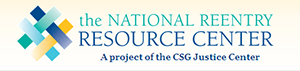 the NATIONAL REENTRY
RESOURCE CENTER
A project of the CSG Justice Center